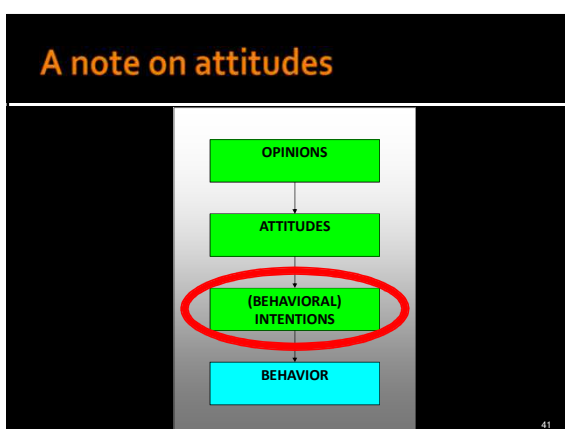 A note on attitudes
OPINIONS
ATTITUDES
(BEHAVIORAL)
INTENTIONS
BEHAVIOR
41